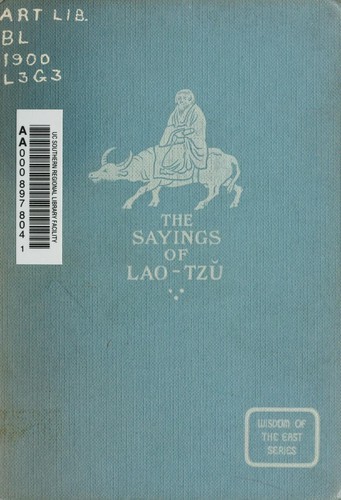 ART LIB.
BL
1900
L3G3
UC SOUTHERN REGIONAL LIBRARY FACILITY
AA000 897 804 1
THE
SAYINGS
OF
LAO-TZŬ
WISDOM OF
THE EAST
SERIES